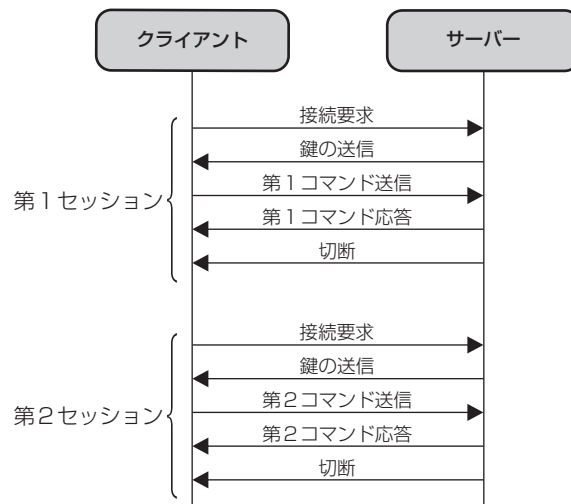 クライアント
サーバー
第1セッション
接続要求
鍵の送信
第1コマンド送信
第1コマンド応答
切断
第2セッション
接続要求
鍵の送信
第2コマンド送信
第2コマンド応答
切断